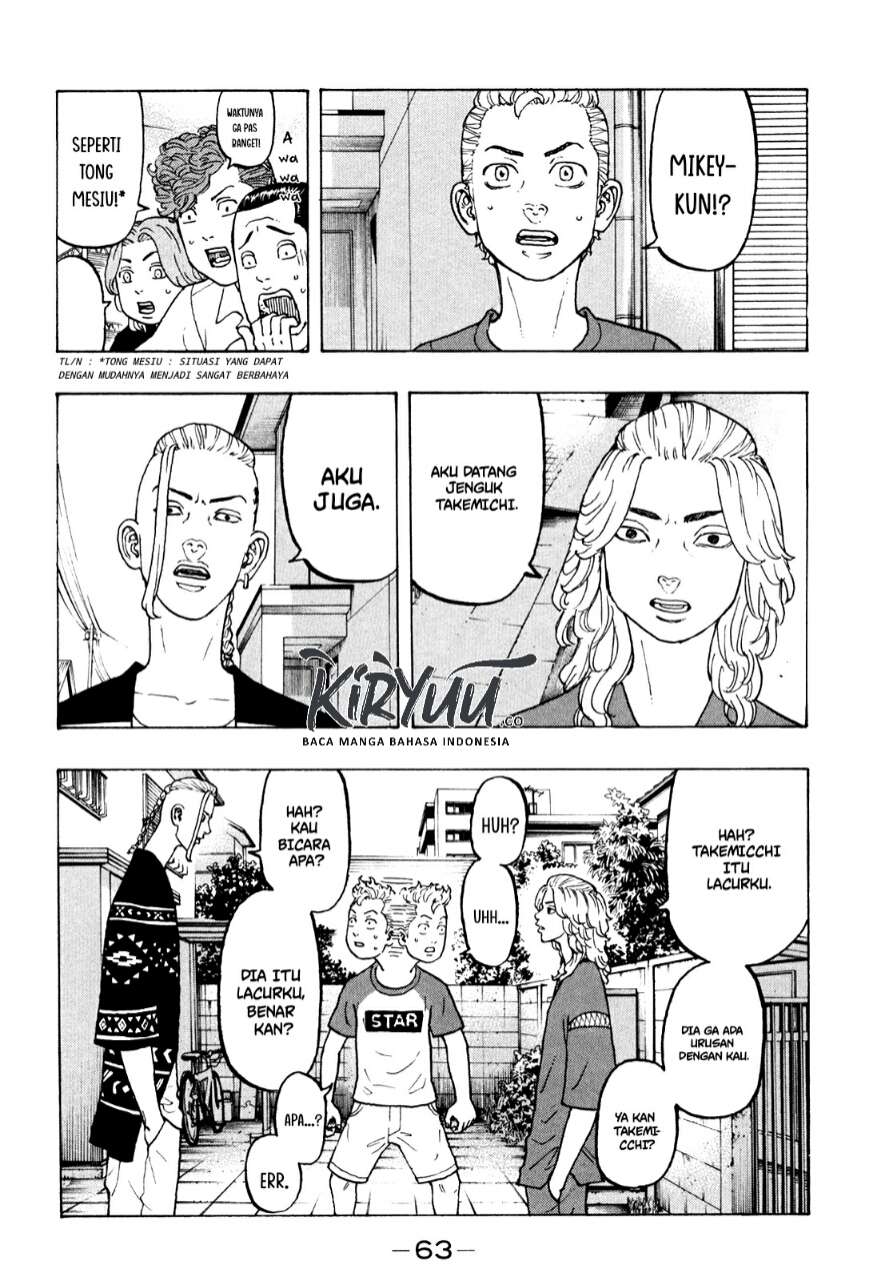 MIKEY-
KUN!?
WAKTUNYA
GA PAS
BANGET!
A
wa
wa
wa
SEPERTI
TONG
MESIU!*
TL/N : *TONG MESIU : SITUASI YANG DAPAT
DENGAN MUDAHNYA MENJADI SANGAT BERBAHAYA
AKU DATANG
JENGUK
TAKEMICHI.
AKU
JUGA.
KIRYUU
.CO
BACA MANGA BAHASA INDONESIA
HAH?
TAKEMICCHI
ITU
LACURKU.
DIA GA APA
URUSAN
DENGAN KAU.
YA KAN
TAKEMI-
CCHI?
HUH?
UHH...
HAH?
KAU
BICARA
APA?
DIA ITU
LACURKU,
BENAR
KAN?
APA...?
ERR.
STAR
—63—